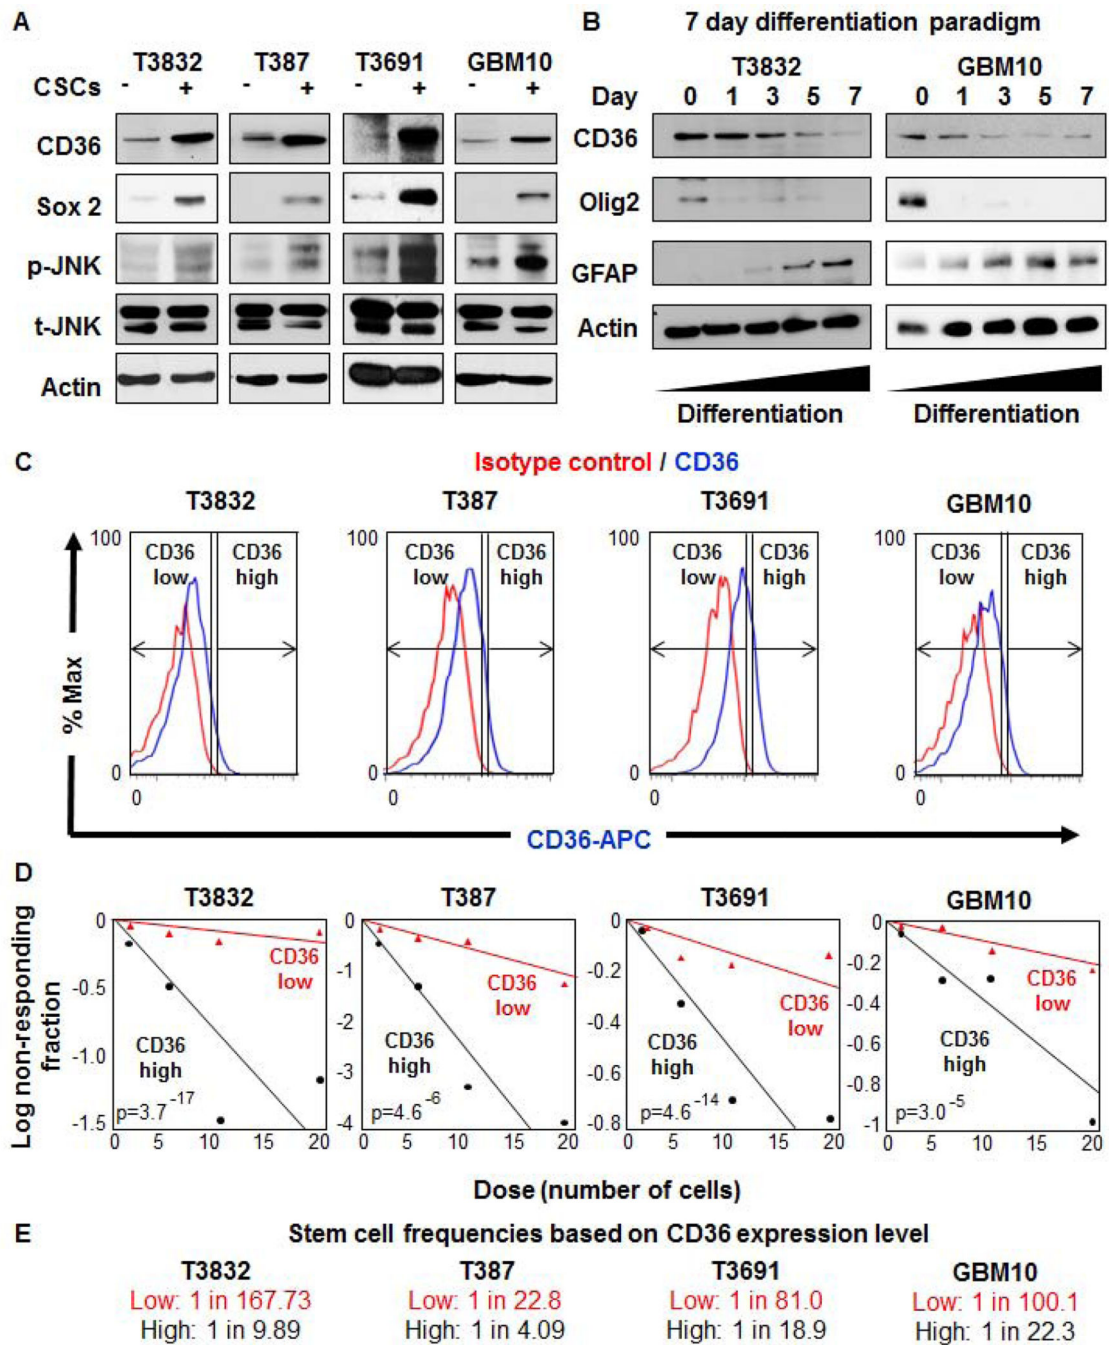 A
T3832 T387 T3691 GBM10
CSCs - + - + - + - +
CD36
Sox 2
p-JNK
t-JNK
Actin
B 7 day differentiation paradigm
T3832 GBM10
Day 0 1 3 5 7 0 1 3 5 7
CD36
Olig2
GFAP
Actin
Differentiation Differentiation
C Isotype control / CD36
T3832 T387 T3691 GBM10
100 100 100 100
CD36 CD36 CD36 CD36 CD36 CD36 CD36 CD36
low high low high low high low high
% Max
0 0 0 0
0 0 0 0
CD36-APC
D
T3832 T387 T3691 GBM10
Log non-responding
fraction
0
-0.5
-1.0
-1.5
CD36
low
CD36
high
p=3.7-17
0 5 10 15 20
0
-1
-2
-3
-4
CD36
low
CD36
high
p=4.6-6
0 5 10 15 20
0
-0.2
-0.4
-0.6
-0.8
CD36
low
CD36
high
p=4.6-14
0 5 10 15 20
0
-0.2
-0.4
-0.6
-0.8
-1
CD36
low
CD36
high
p=3.0-5
0 5 10 15 20
Dose (number of cells)
E Stem cell frequencies based on CD36 expression level
T3832 T387 T3691 GBM10
Low: 1 in 167.73 Low: 1 in 22.8 Low: 1 in 81.0 Low: 1 in 100.1
High: 1 in 9.89 High: 1 in 4.09 High: 1 in 18.9 High: 1 in 22.3